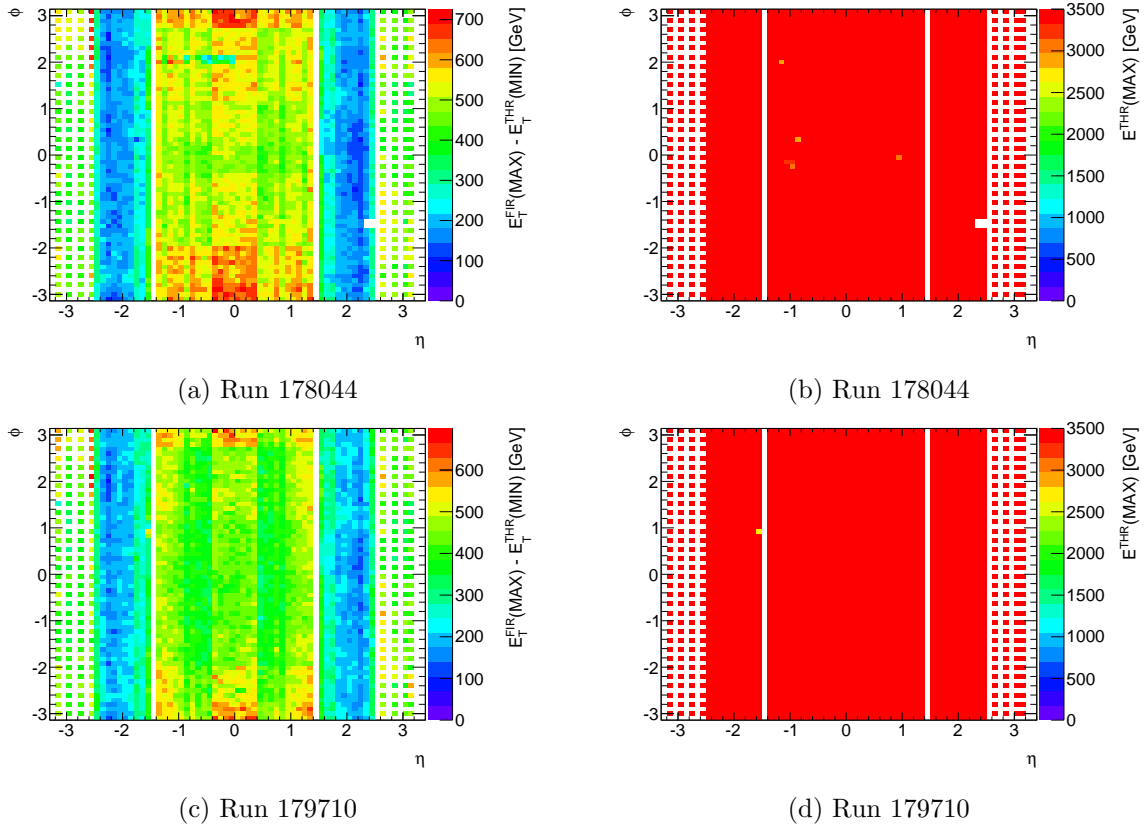 φ
3
2
1
0
-1
-2
-3
-3 -2 -1 0 1 2 3
η
700
600
500
400
300
200
100
0
E_T^FIR(MAX) - E_T^THR(MIN) [GeV]
(a) Run 178044
φ
3
2
1
0
-1
-2
-3
-3 -2 -1 0 1 2 3
η
3500
3000
2500
2000
1500
1000
500
0
E^THR(MAX) [GeV]
(b) Run 178044
φ
3
2
1
0
-1
-2
-3
-3 -2 -1 0 1 2 3
η
600
500
400
300
200
100
0
E_T^FIR(MAX) - E_T^THR(MIN) [GeV]
(c) Run 179710
φ
3
2
1
0
-1
-2
-3
-3 -2 -1 0 1 2 3
η
3500
3000
2500
2000
1500
1000
500
0
E^THR(MAX) [GeV]
(d) Run 179710